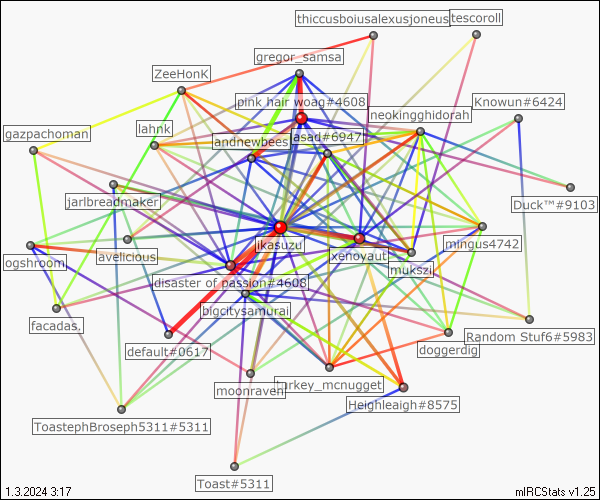 thiccusboiusalexusjoneus
tescoroll
gregor_samsa
ZeeHonK
pink hair woag#4608
Knowun#6424
neokingghidorah
lahnk
gazpachoman
andnewbees
asad#6947
jarlbreadmaker
Duck™#9103
ikasuzu
mingus4742
avelicious
xenoyaut
ogshroom
mukszil
disaster of passion#4608
bigcitysamurai
facadas,
Random Stuf6#5983
default#0617
doggerdig
moonraven
turkey_mcnugget
Heighleaigh#8575
ToastephBroseph5311#5311
Toast#5311
1.3.2024 3:17
mIRCStats v1.25